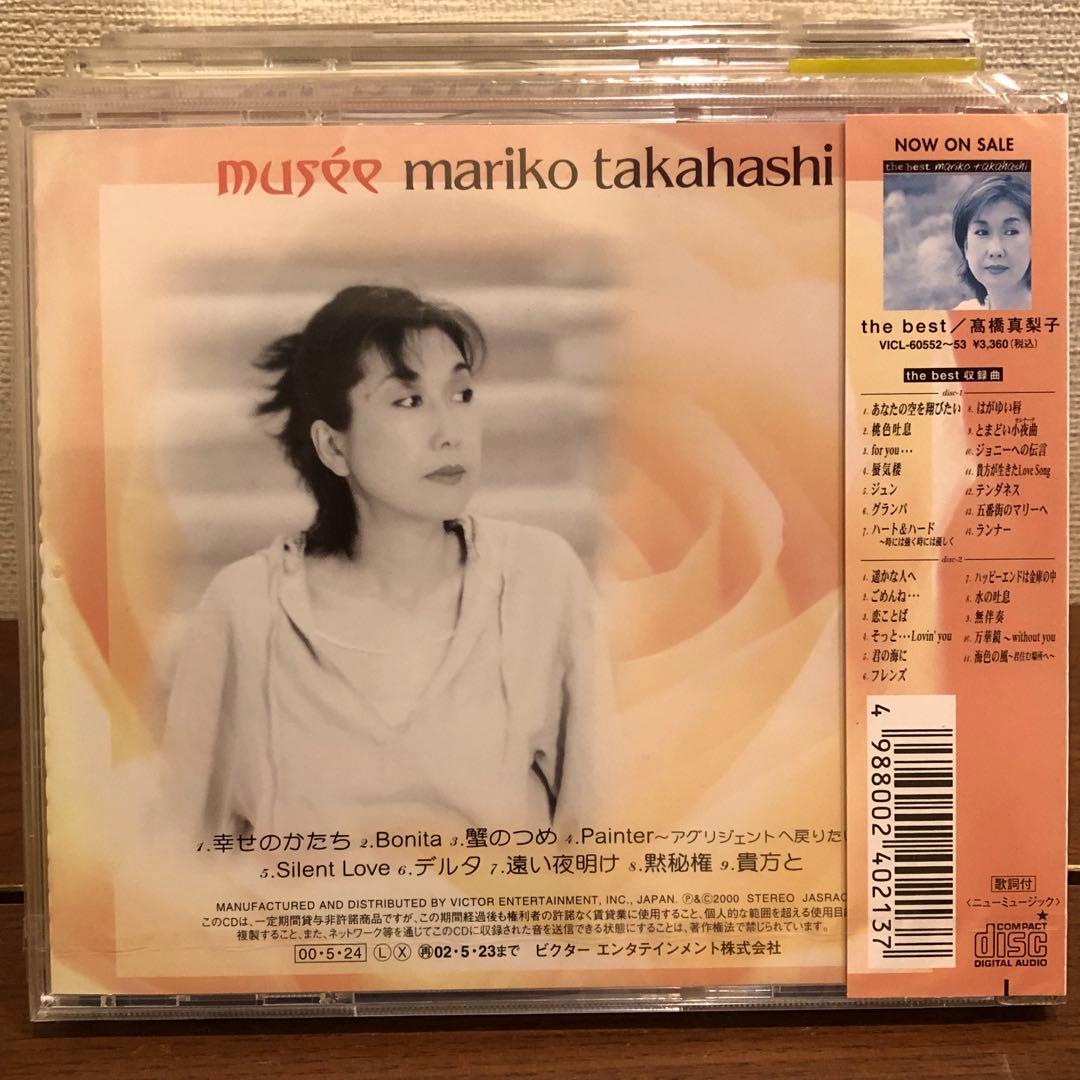 musée mariko takahashi
1.幸せのかたち 2.Bonita 3.蟹のつめ 4.Painter～アグリジェントへ戻りたい
5.Silent Love 6.デルタ 7.遠い夜明け 8.黙秘権 9.貴方と
MANUFACTURED AND DISTRIBUTED BY VICTOR ENTERTAINMENT, INC., JAPAN. Ⓟ&©2000 STEREO JASRAC
このCDは、一定期間貸与非許諾商品ですが、この期間経過後も権利者の許諾なく賃貸業に使用すること、個人的な範囲を超える使用目的
複製すること、また、ネットワーク等を通じてこのCDに収録された音を送信できる状態にすることは、著作権法で禁じられています。
00・5・24 Ⓛ Ⓧ ㊢02・5・23まで ビクター エンタテインメント株式会社
NOW ON SALE
the best mariko takahashi
the best／髙橋真梨子
VICL-60552～53 ¥3,360(税込)
the best 収録曲
disc-1
1. あなたの空を翔びたい
2. 桃色吐息
3. for you…
4. 蜃気楼
5. ジュン
6. グランパ
7. ハート&ハード
～時には強く時には優しく
8. はがゆい唇
9. とまどい小夜曲
10. ジョニーへの伝言
11. 貴方が生きたLove Song
12. テンダネス
13. 五番街のマリーへ
14. ランナー
disc-2
1. 遥かな人へ
2. ごめんね…
3. 恋ことば
4. そっと…Lovin' you
5. 君の海に
6. フレンズ
7. ハッピーエンドは金庫の中
8. 水の吐息
9. 無伴奏
10. 万華鏡～without you
11. 海色の風～君住む場所へ～
4 988002 402137
歌詞付
〈ニューミュージック〉
★
COMPACT
disc
DIGITAL AUDIO